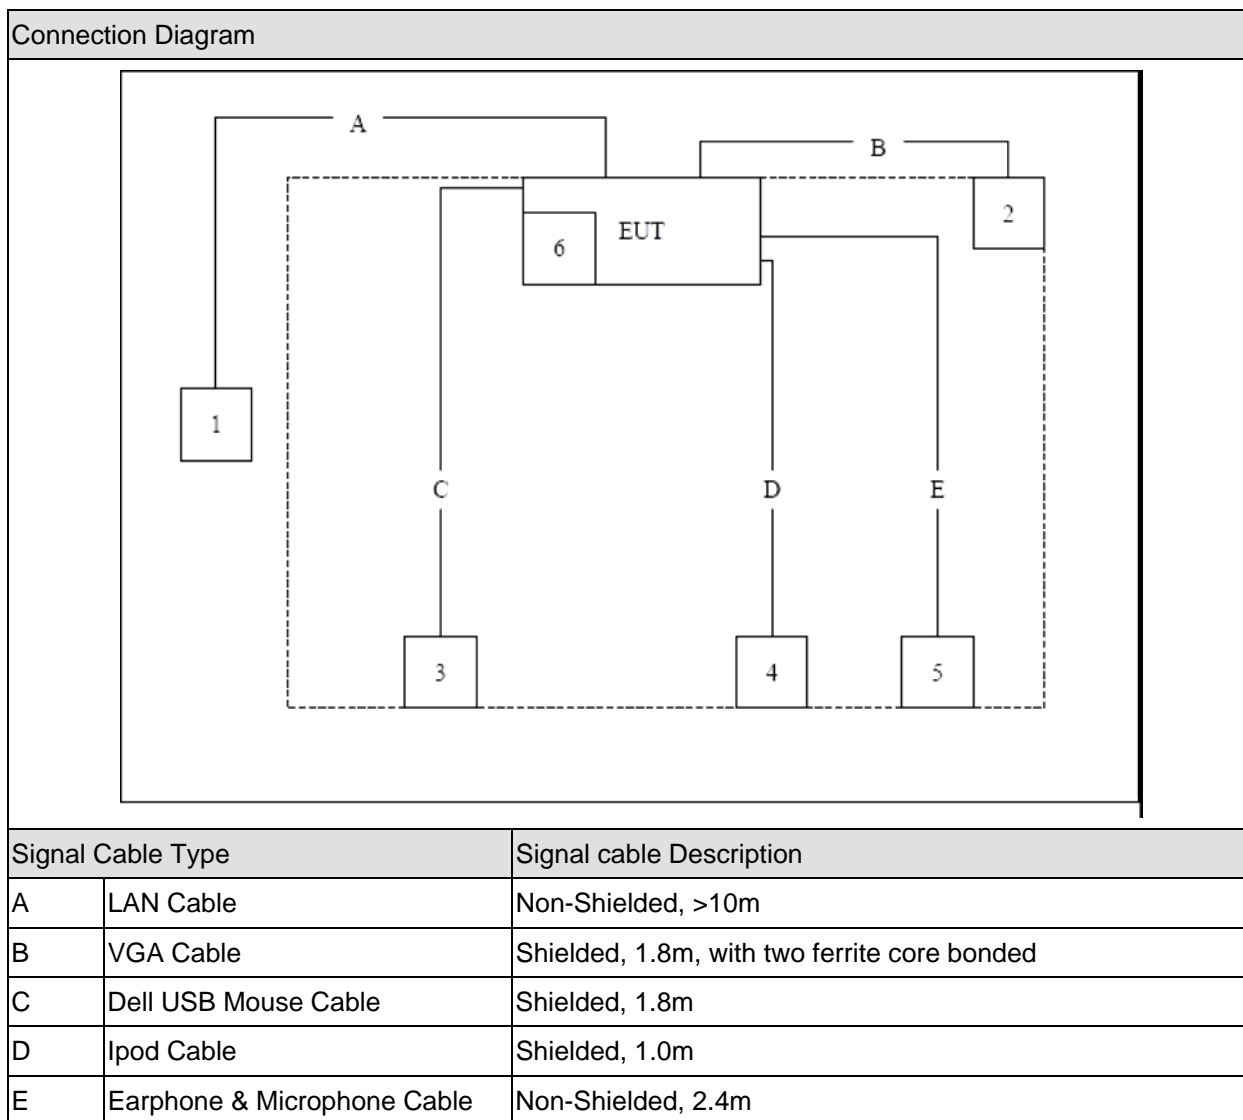 Connection Diagram
A
B
2
6
EUT
1
C
D
E
3
4
5
Signal Cable Type
Signal cable Description
A
LAN Cable
Non-Shielded, >10m
B
VGA Cable
Shielded, 1.8m, with two ferrite core bonded
C
Dell USB Mouse Cable
Shielded, 1.8m
D
Ipod Cable
Shielded, 1.0m
E
Earphone & Microphone Cable
Non-Shielded, 2.4m